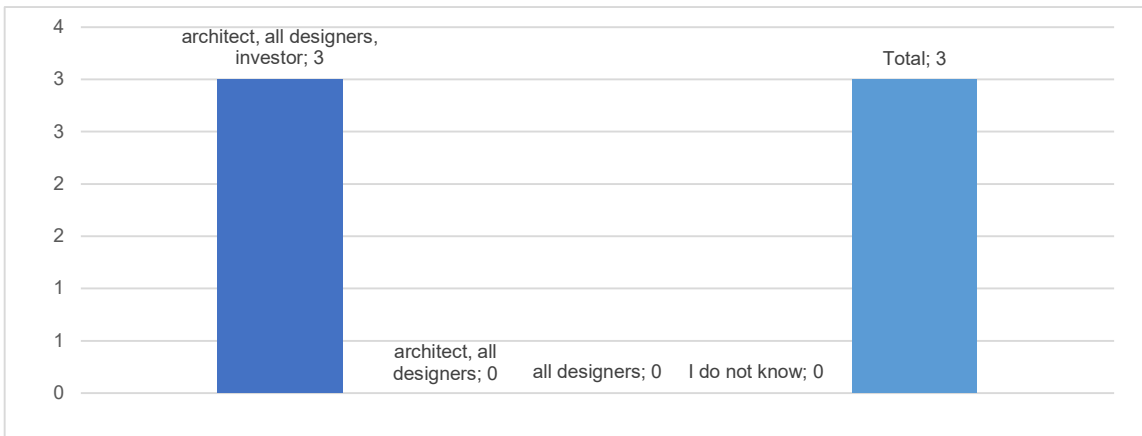 4
3
3
2
2
1
1
0
architect, all designers,
investor; 3
architect, all
designers; 0
all designers; 0
I do not know; 0
Total; 3